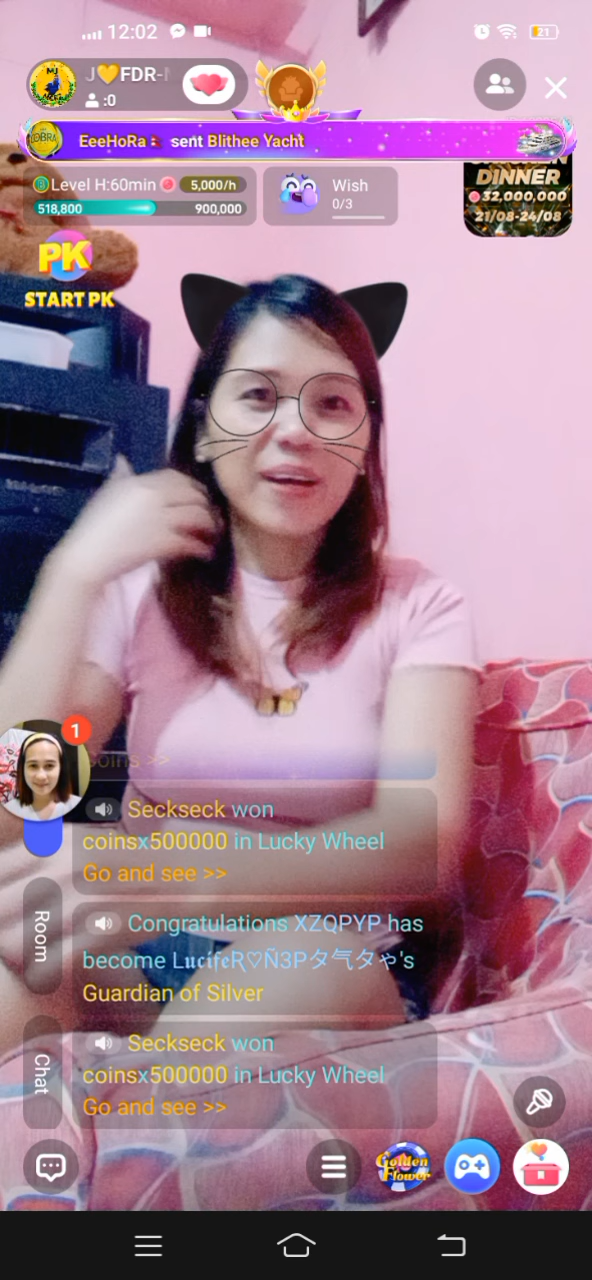 12:02
21
MJ
J💛FDR-
:0
EeeHoRa sent Blithee Yacht
Level H:60min 5,000/h
518,800 900,000
Wish
0/3
DINNER
32,000,000
21/08-24/08
PK
START PK
1
coins >>
Seckseck won
coinsx500000 in Lucky Wheel
Go and see >>
Room
Congratulations XZQPYP has
become L𝖚𝖈𝖎𝖋𝖊Ʀ♡Ñ3Pタ气タゃ's
Guardian of Silver
Chat
Seckseck won
coinsx500000 in Lucky Wheel
Go and see >>
Golden
Flower